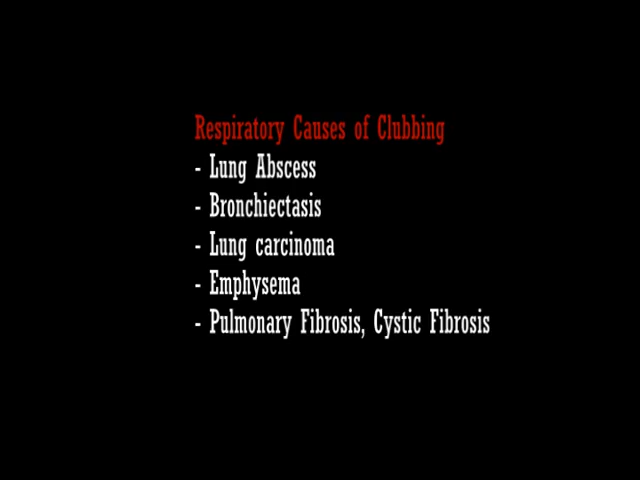 Respiratory Causes of Clubbing
- Lung Abscess
- Bronchiectasis
- Lung carcinoma
- Emphysema
- Pulmonary Fibrosis, Cystic Fibrosis